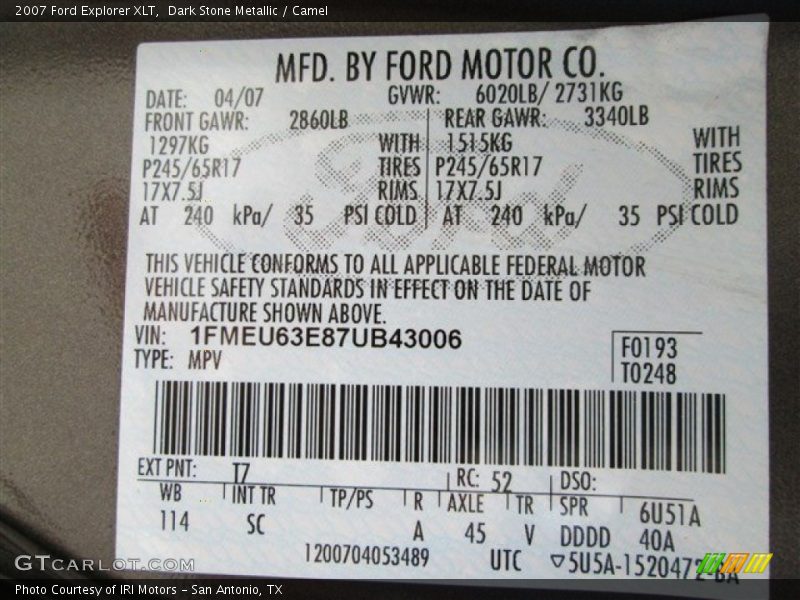 2007 Ford Explorer XLT, Dark Stone Metallic / Camel
MFD. BY FORD MOTOR CO.
DATE: 04/07 GVWR: 6020LB/ 2731KG
FRONT GAWR: 2860LB REAR GAWR: 3340LB
1297KG WITH 1515KG WITH
P245/65R17 TIRES P245/65R17 TIRES
17X7.5J RIMS 17X7.5J RIMS
AT 240 kPa/ 35 PSI COLD AT 240 kPa/ 35 PSI COLD
Ford
THIS VEHICLE CONFORMS TO ALL APPLICABLE FEDERAL MOTOR
VEHICLE SAFETY STANDARDS IN EFFECT ON THE DATE OF
MANUFACTURE SHOWN ABOVE.
VIN: 1FMEU63E87UB43006
TYPE: MPV
F0193
T0248
EXT PNT: T7 RC: 52 DSO:
WB INT TR TP/PS R AXLE TR SPR 6U51A
114 SC A 45 V DDDD 40A
1200704053489 UTC ▽5U5A-1520472-BA
GTCARLOT.COM
Photo Courtesy of IRI Motors – San Antonio, TX